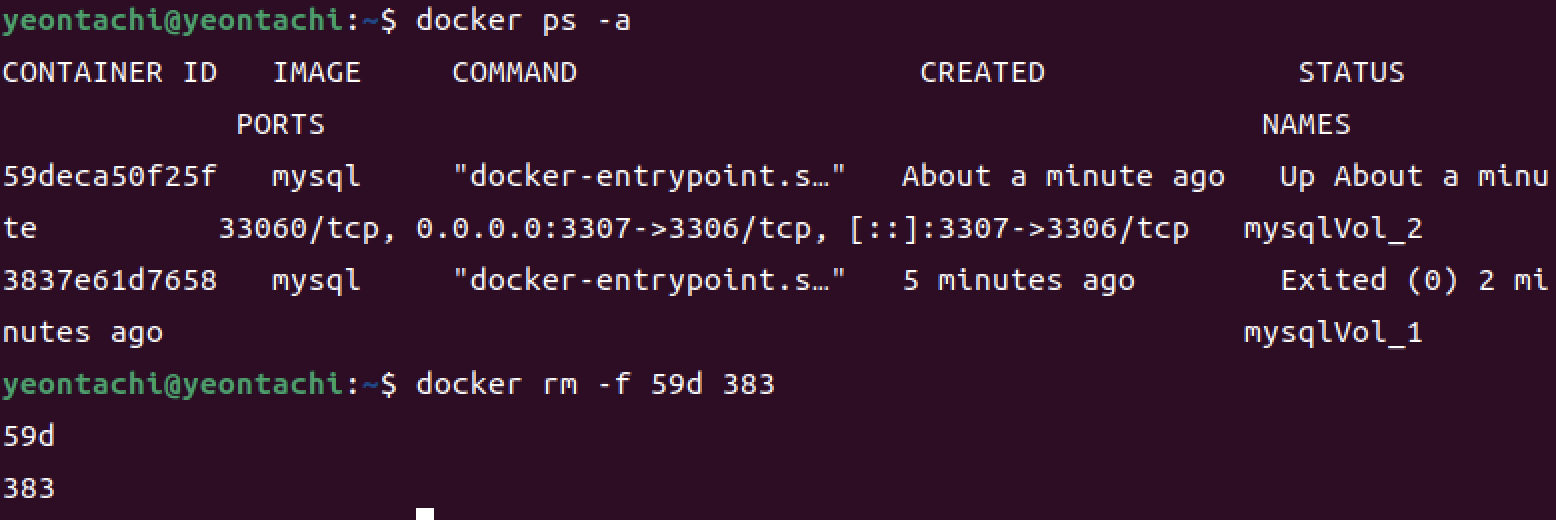 yeontachi@yeontachi:~$ docker ps -a
CONTAINER ID   IMAGE     COMMAND                   CREATED              STATUS
             PORTS                                                    NAMES
59deca50f25f   mysql     "docker-entrypoint.s…"   About a minute ago   Up About a minu
te          33060/tcp, 0.0.0.0:3307->3306/tcp, [::]:3307->3306/tcp   mysqlVol_2
3837e61d7658   mysql     "docker-entrypoint.s…"   5 minutes ago        Exited (0) 2 mi
nutes ago                                                            mysqlVol_1
yeontachi@yeontachi:~$ docker rm -f 59d 383
59d
383